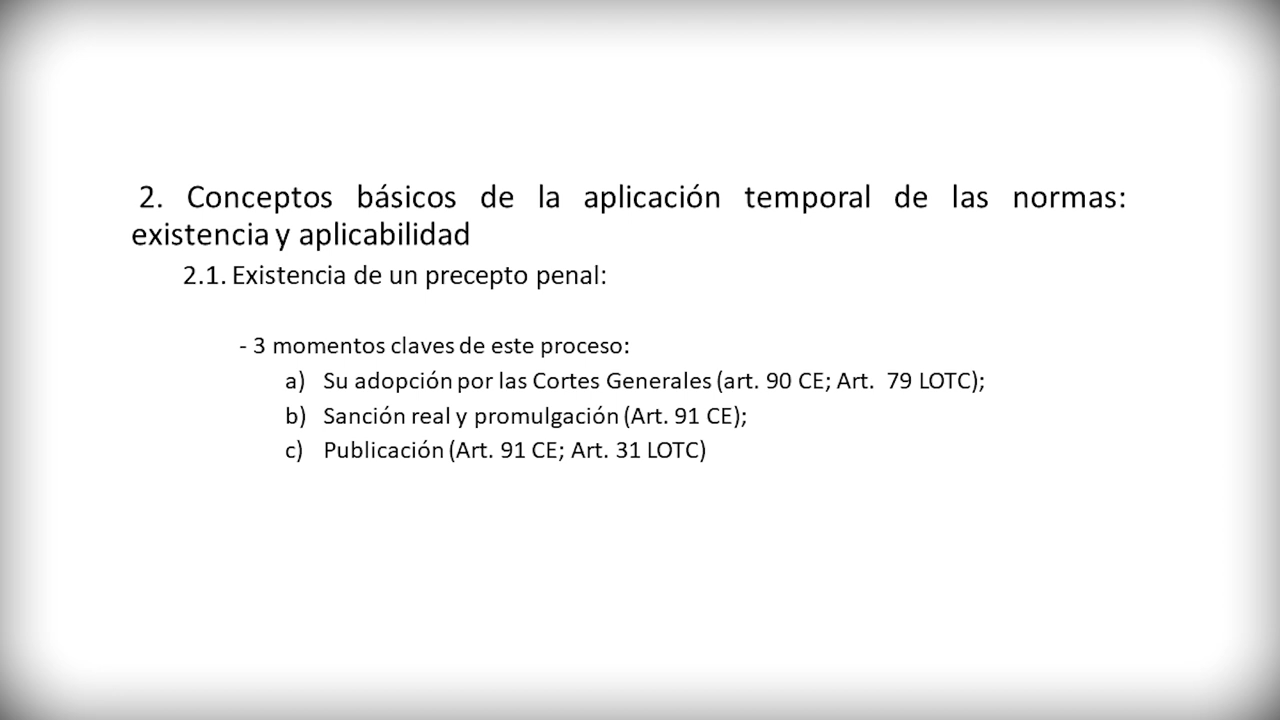 2. Conceptos básicos de la aplicación temporal de las normas:
existencia y aplicabilidad
2.1. Existencia de un precepto penal:
- 3 momentos claves de este proceso:
a) Su adopción por las Cortes Generales (art. 90 CE; Art. 79 LOTC);
b) Sanción real y promulgación (Art. 91 CE);
c) Publicación (Art. 91 CE; Art. 31 LOTC)